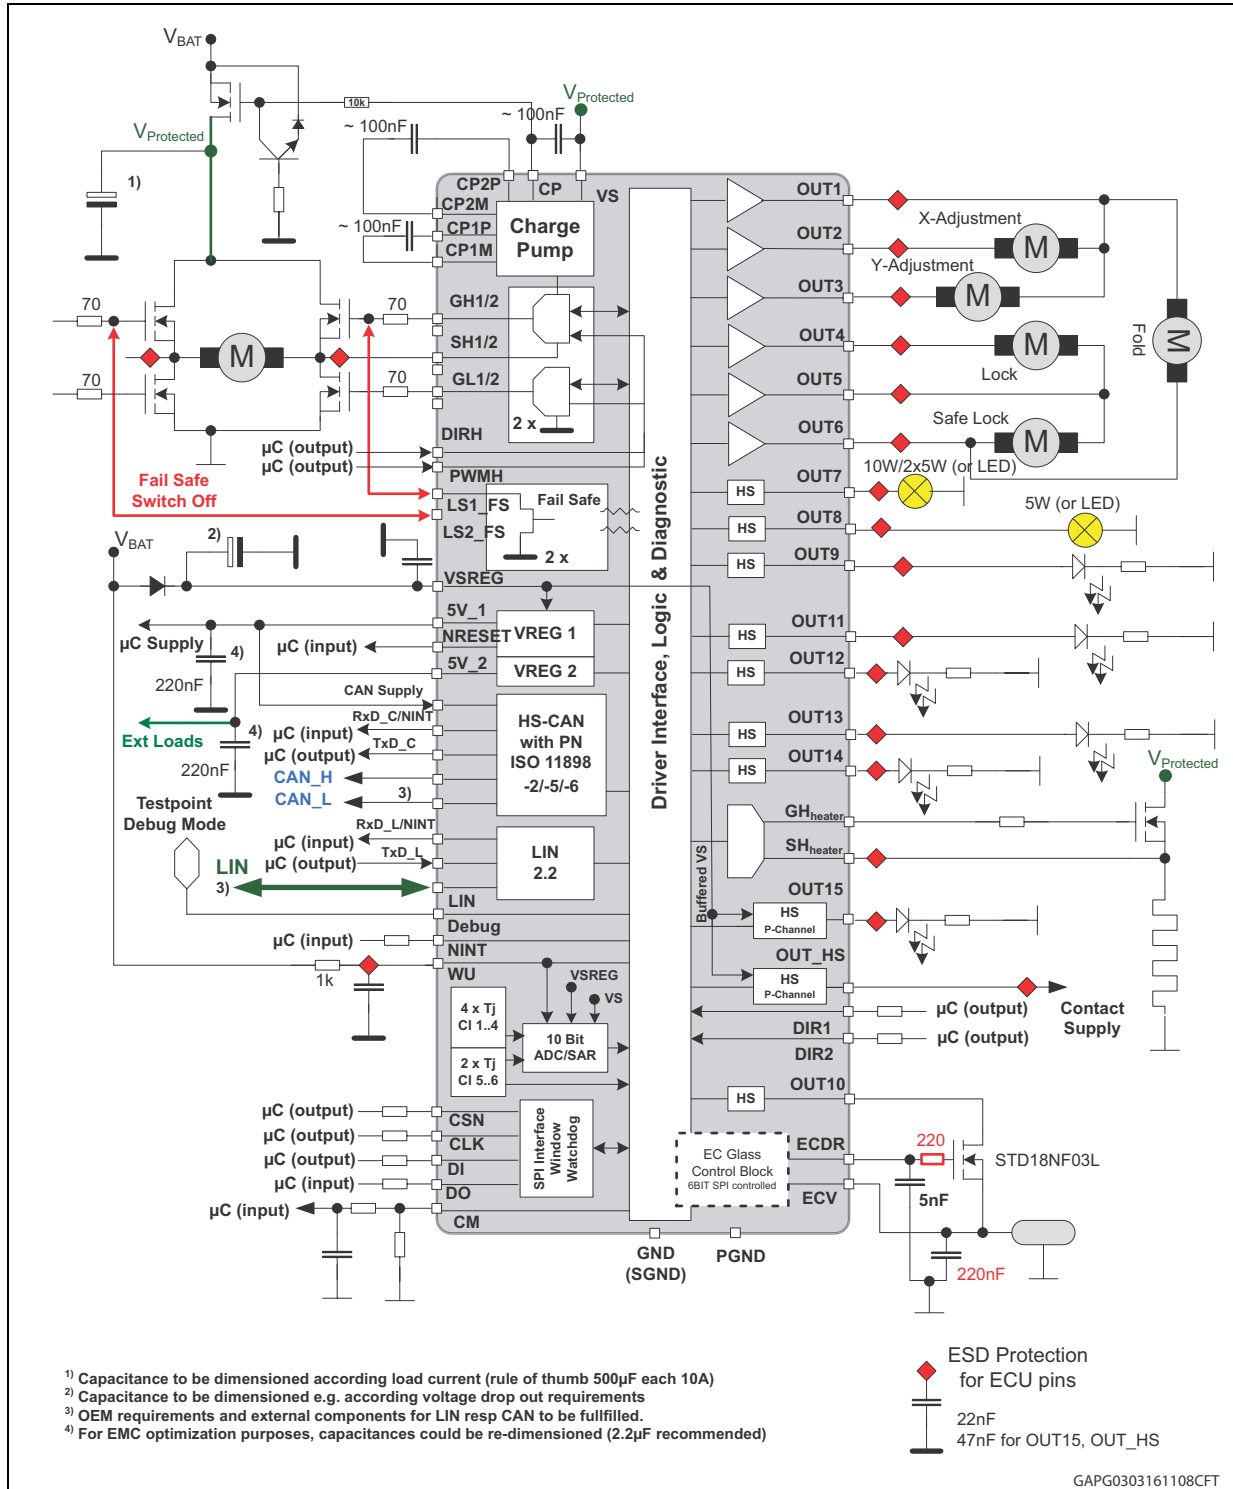 VBAT
10k
VProtected
~ 100nF
~ 100nF
VProtected
1)
CP2P
CP
VS
CP2M
CP1P
CP1M
~ 100nF
Charge
Pump
OUT1
X-Adjustment
OUT2
M
Y-Adjustment
OUT3
M
OUT4
M
Lock
M
Fold
OUT5
Safe Lock
OUT6
M
70
70
GH1/2
SH1/2
M
70
70
GL1/2
2 x
DIRH
µC (output)
µC (output)
PWMH
Fail Safe
Switch Off
LS1_FS
LS2_FS
Fail Safe
2 x
Driver Interface, Logic & Diagnostic
10W/2x5W (or LED)
HS
OUT7
5W (or LED)
HS
OUT8
HS
OUT9
VBAT
2)
VSREG
5V_1
NRESET
VREG 1
µC Supply
µC (input)
4)
220nF
5V_2
VREG 2
CAN Supply
HS
OUT11
HS
OUT12
RxD_C/NINT
µC (input)
HS-CAN
with PN
ISO 11898
-2/-5/-6
Ext Loads
4)
µC (output)
TxD_C
220nF
CAN_H
CAN_L
3)
HS
OUT13
HS
OUT14
VProtected
Testpoint
Debug Mode
RxD_L/NINT
µC (input)
µC (output)
TxD_L
LIN
2.2
LIN
3)
GHheater
SHheater
Buffered VS
LIN
Debug
OUT15
HS
P-Channel
µC (input)
NINT
1k
WU
VSREG
VS
OUT_HS
HS
P-Channel
Contact
Supply
4 x Tj
Cl 1..4
2 x Tj
Cl 5..6
10 Bit
ADC/SAR
µC (output)
DIR1
µC (output)
DIR2
HS
OUT10
µC (output)
CSN
µC (output)
CLK
µC (output)
DI
µC (input)
DO
SPI Interface
Window
Watchdog
EC Glass
Control Block
6BIT SPI controlled
ECDR
ECV
220
STD18NF03L
5nF
220nF
µC (input)
CM
GND
(SGND)
PGND
ESD Protection
for ECU pins
22nF
47nF for OUT15, OUT_HS
1) Capacitance to be dimensioned according load current (rule of thumb 500µF each 10A)
2) Capacitance to be dimensioned e.g. according voltage drop out requirements
3) OEM requirements and external components for LIN resp CAN to be fullfilled.
4) For EMC optimization purposes, capacitances could be re-dimensioned (2.2µF recommended)
GAPG0303161108CFT